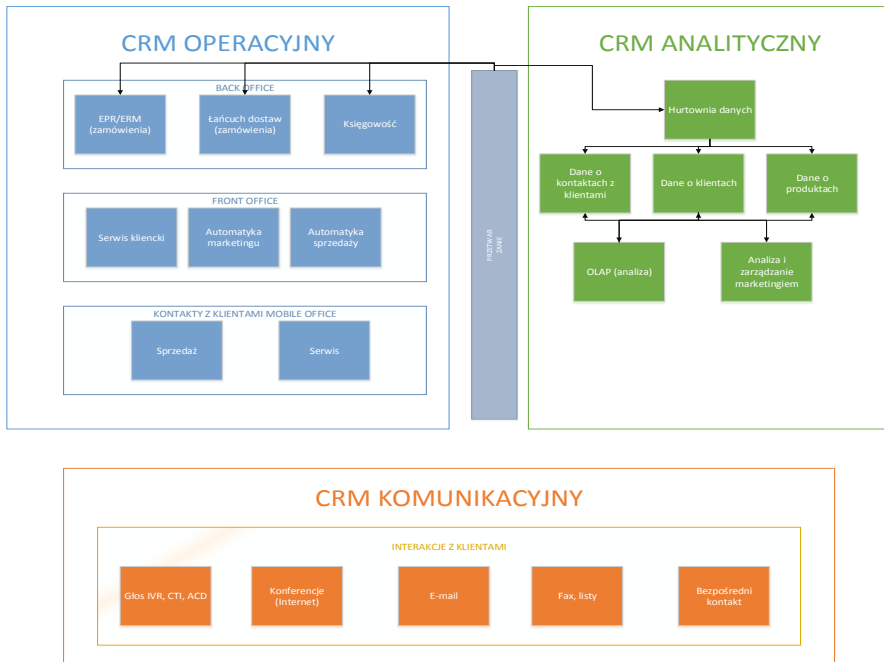 CRM OPERACYJNY
BACK OFFICE
EPR/ERM
(zamówienia)
Łańcuch dostaw
(zamówienia)
Księgowość
FRONT OFFICE
Serwis kliencki
Automatyka
marketingu
Automatyka
sprzedaży
KONTAKTY Z KLIENTAMI MOBILE OFFICE
Sprzedaż
Serwis
PRZETWAR
ZANIE
CRM ANALITYCZNY
Hurtownia danych
Dane o
kontaktach z
klientami
Dane o klientach
Dane o
produktach
OLAP (analiza)
Analiza i
zarządzanie
marketingiem
CRM KOMUNIKACYJNY
INTERAKCJE Z KLIENTAMI
Głos IVR, CTI, ACD
Konferencje
(Internet)
E-mail
Fax, listy
Bezpośredni
kontakt